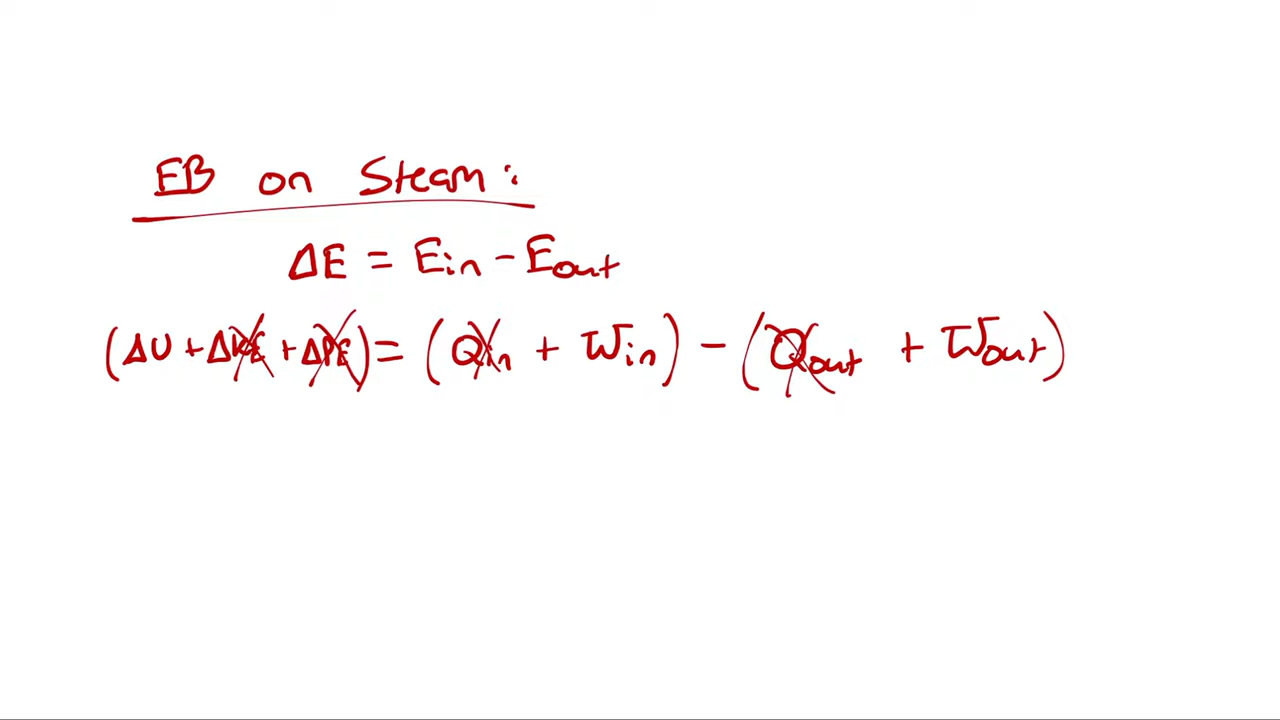 EB on Steam:
ΔE = Ein - Eout
(ΔU + ΔKE + ΔPE) = (Qin + Win) - (Qout + Wout)